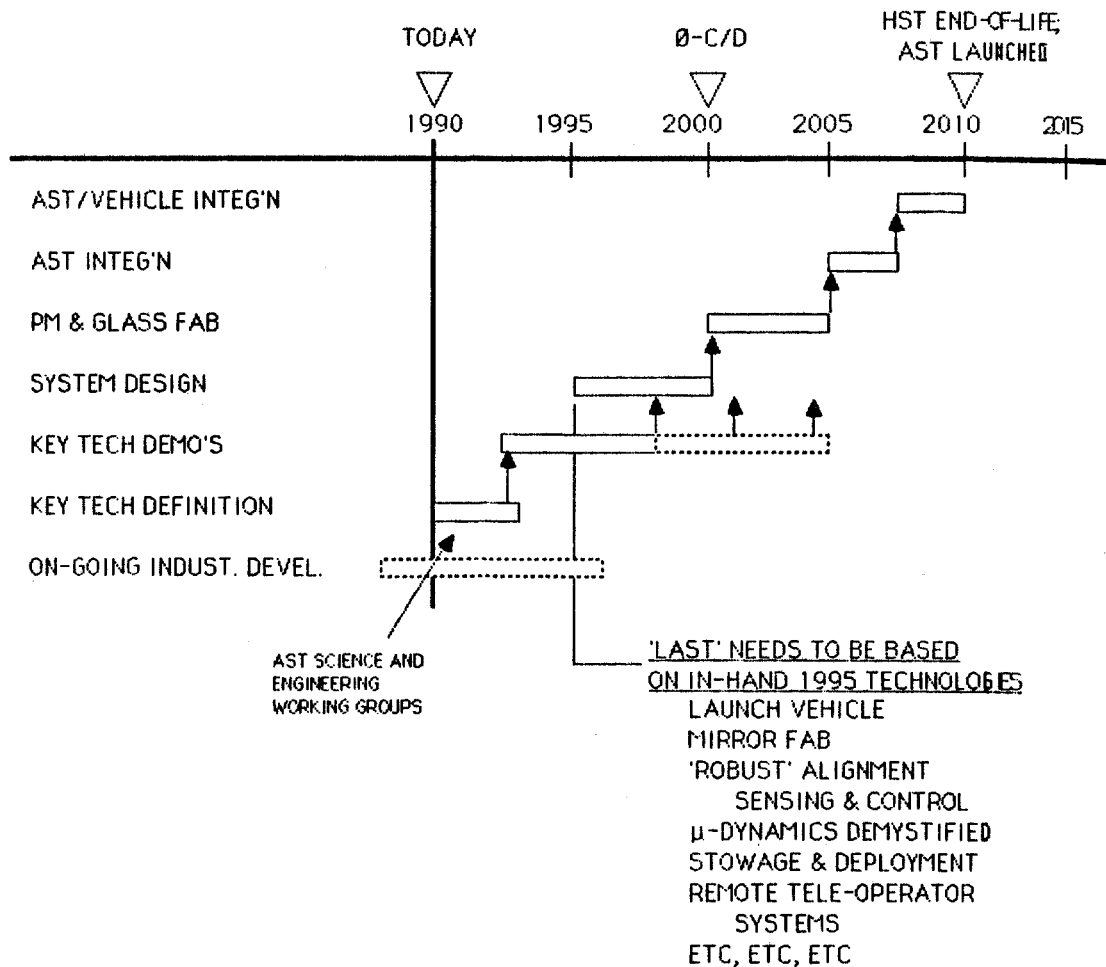 TODAY
Ø-C/D
HST END-OF-LIFE;
AST LAUNCHED
1990
1995
2000
2005
2010
2015
AST/VEHICLE INTEG'N
AST INTEG'N
PM & GLASS FAB
SYSTEM DESIGN
KEY TECH DEMO'S
KEY TECH DEFINITION
ON-GOING INDUST. DEVEL.
AST SCIENCE AND
ENGINEERING
WORKING GROUPS
'LAST' NEEDS TO BE BASED
ON IN-HAND 1995 TECHNOLOGIES
LAUNCH VEHICLE
MIRROR FAB
'ROBUST' ALIGNMENT
SENSING & CONTROL
µ-DYNAMICS DEMYSTIFIED
STOWAGE & DEPLOYMENT
REMOTE TELE-OPERATOR
SYSTEMS
ETC, ETC, ETC